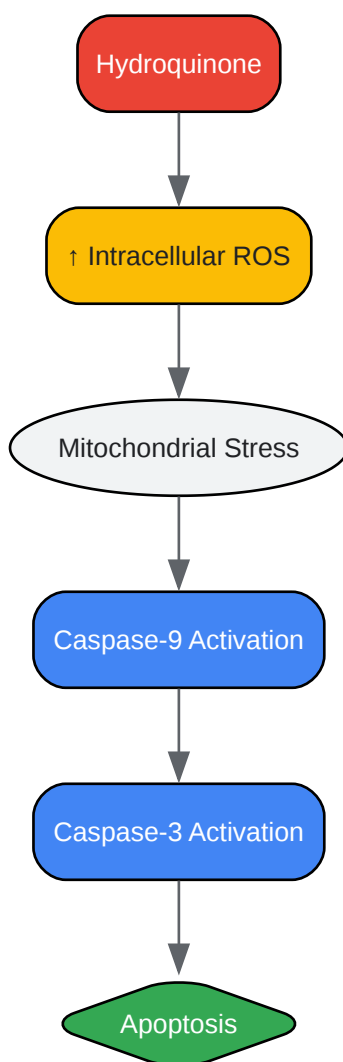 Hydroquinone
↑ Intracellular ROS
Mitochondrial Stress
Caspase-9 Activation
Caspase-3 Activation
Apoptosis